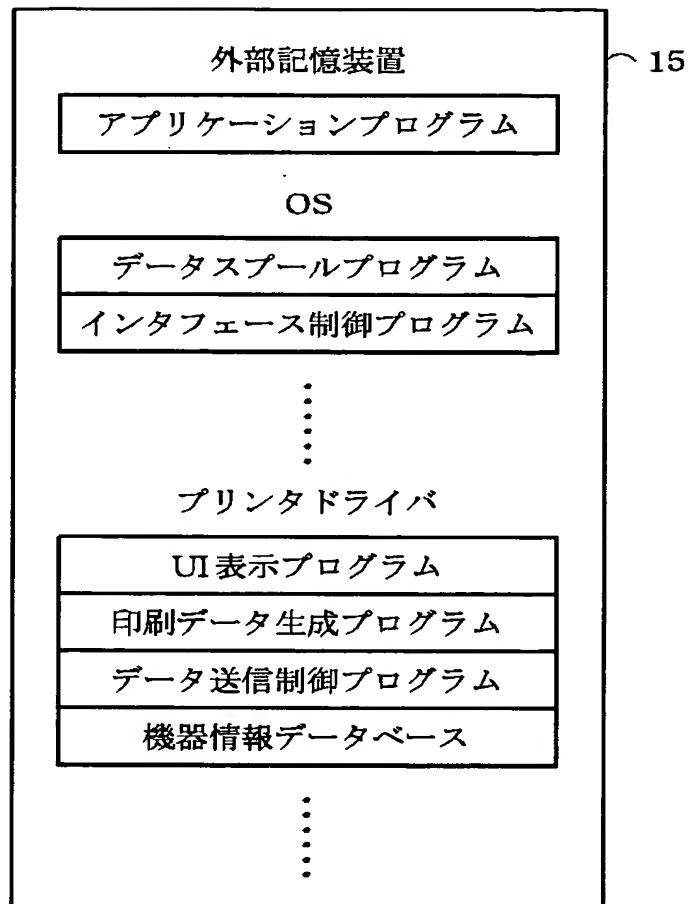 外部記憶装置
15
アプリケーションプログラム
OS
データスプールプログラム
インタフェース制御プログラム
プリンタドライバ
UI表示プログラム
印刷データ生成プログラム
データ送信制御プログラム
機器情報データベース